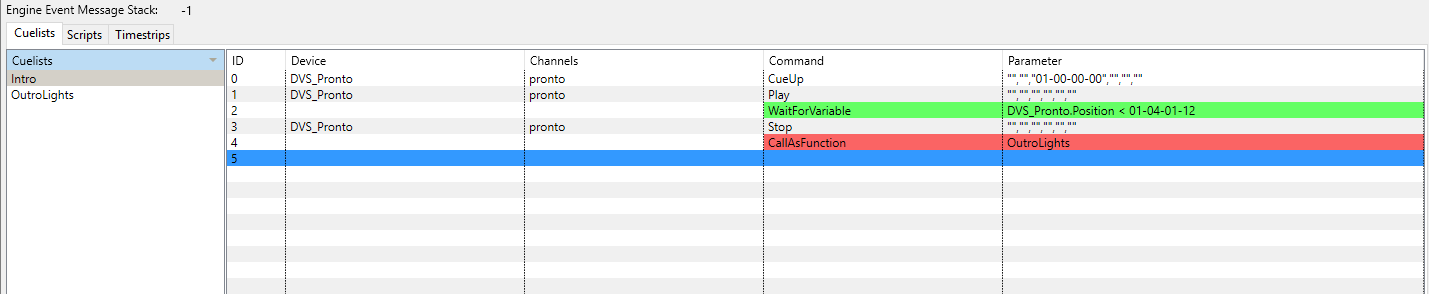 Engine Event Message Stack: -1
Cuelists Scripts Timestrips
Cuelists ID Device Channels Command Parameter
Intro 0 DVS_Pronto pronto CueUp "","","01-00-00-00","","",""
OutroLights 1 DVS_Pronto pronto Play "","","","","",""
2 WaitForVariable DVS_Pronto.Position < 01-04-01-12
3 DVS_Pronto pronto Stop "","","","","",""
4 CallAsFunction OutroLights
5